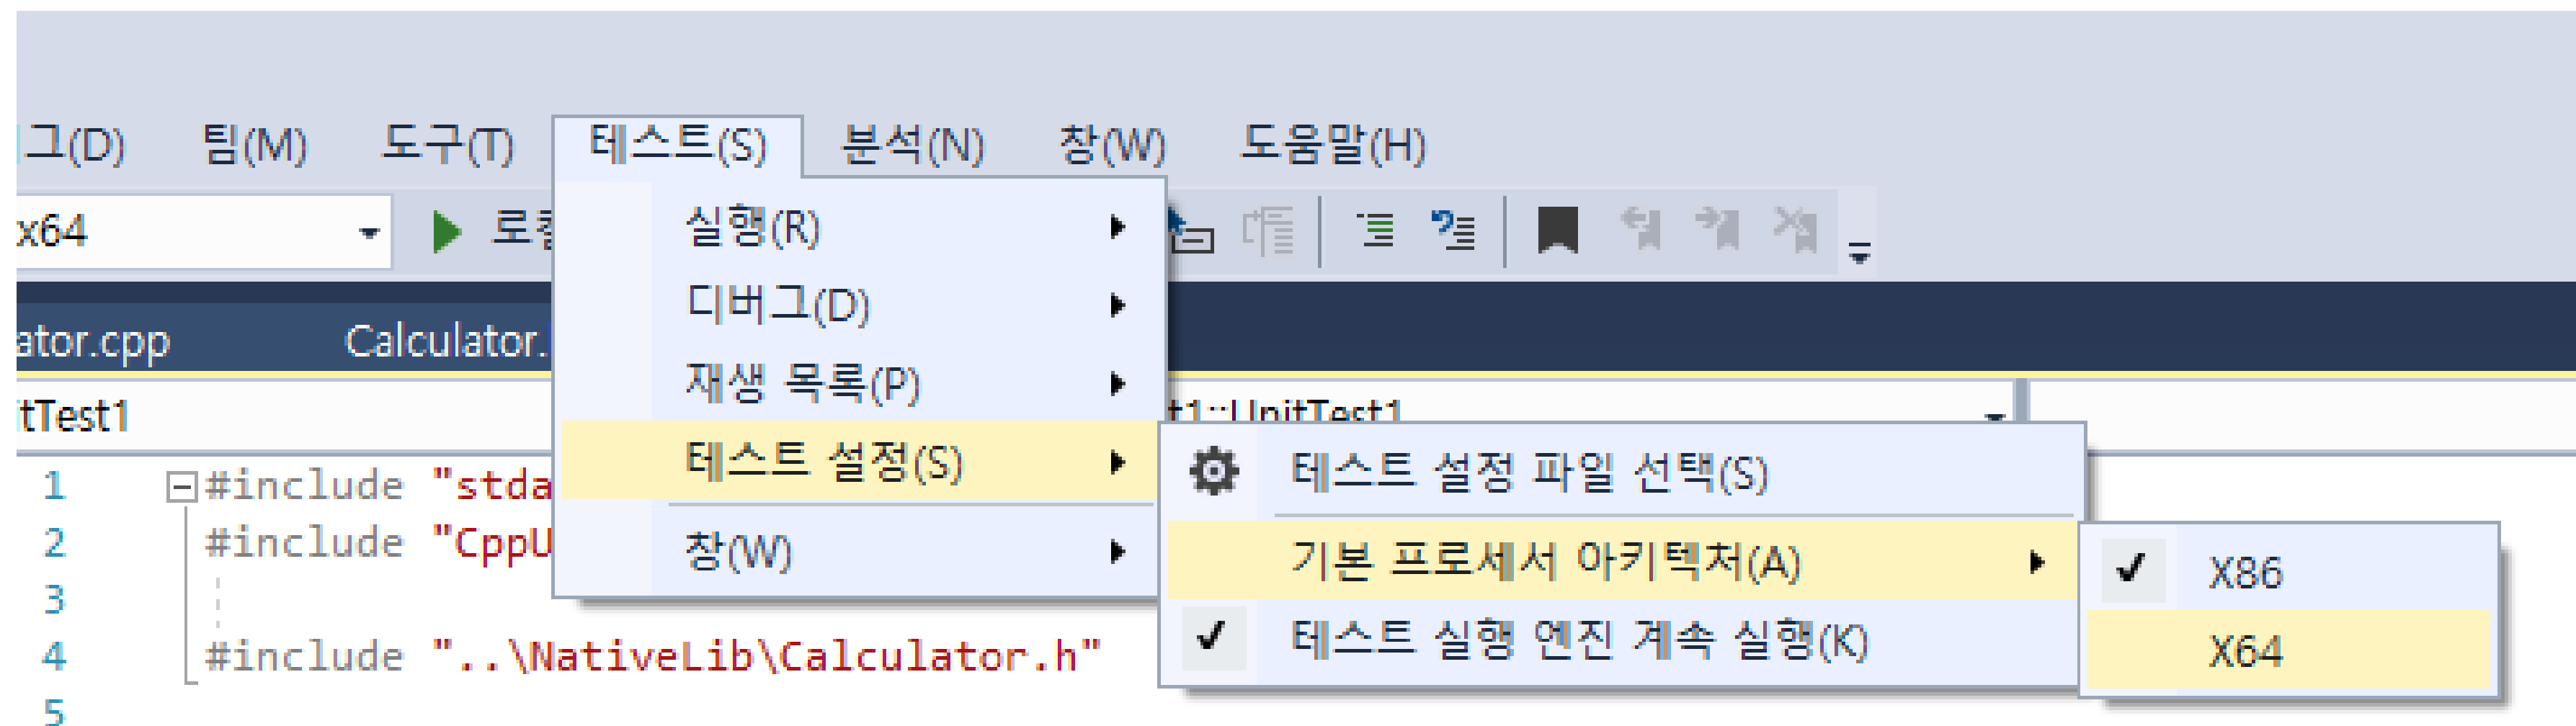 그(D) 팀(M) 도구(T) 테스트(S) 분석(N) 창(W) 도움말(H)
x64
실행(R)
디버그(D)
ator.cpp Calculator.
재생 목록(P)
itTest1 t1::UnitTest1
테스트 설정(S)
테스트 설정 파일 선택(S)
창(W)
기본 프로세서 아키텍처(A)
X86
테스트 실행 엔진 계속 실행(K)
X64
1 #include "stda
2 #include "CppU
3
4 #include "..\NativeLib\Calculator.h"
5